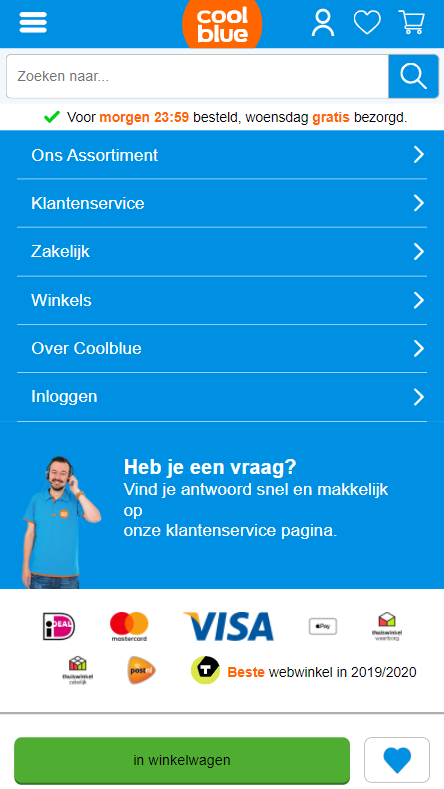 cool
blue
Zoeken naar...
Voor morgen 23:59 besteld, woensdag gratis bezorgd.
Ons Assortiment
Klantenservice
Zakelijk
Winkels
Over Coolblue
Inloggen
Heb je een vraag?
Vind je antwoord snel en makkelijk
op
onze klantenservice pagina.
iDEAL
mastercard
VISA
Pay
thuiswinkel
waarborg
thuiswinkel
zakelijk
postnl
T
Beste webwinkel in 2019/2020
in winkelwagen